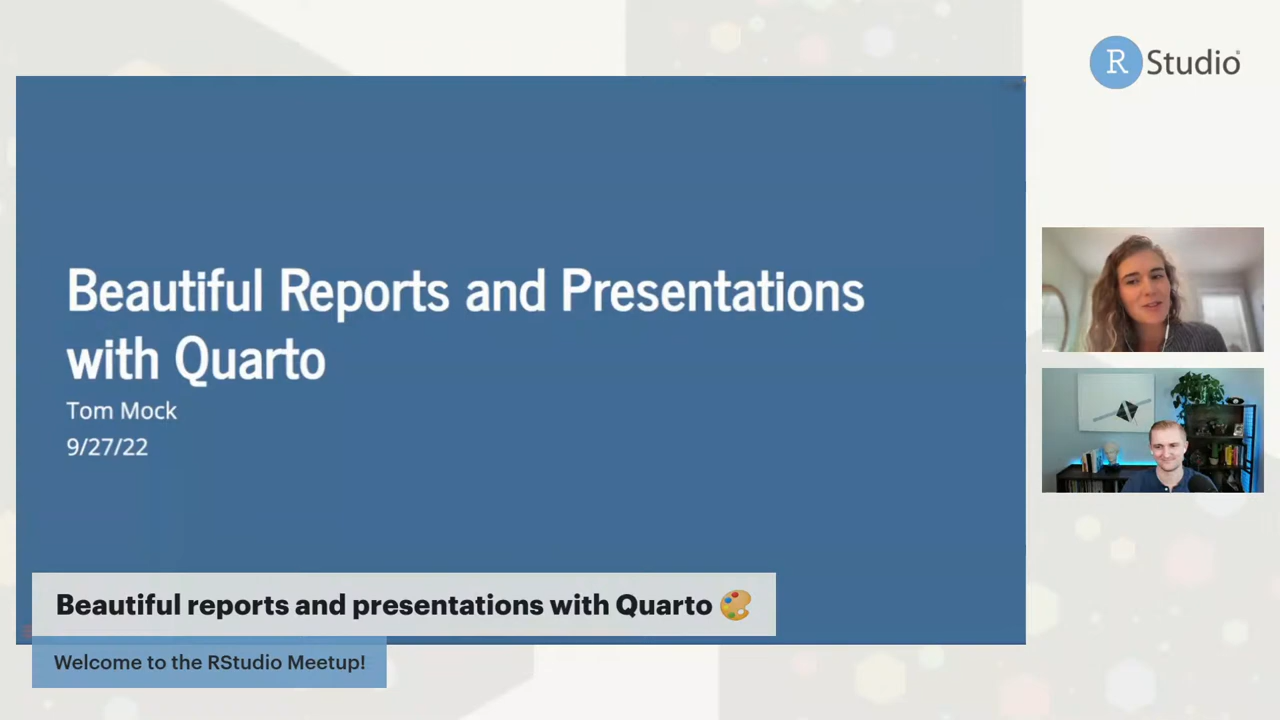 R Studio
Beautiful Reports and Presentations
with Quarto
Tom Mock
9/27/22
Beautiful reports and presentations with Quarto 🎨
Welcome to the RStudio Meetup!